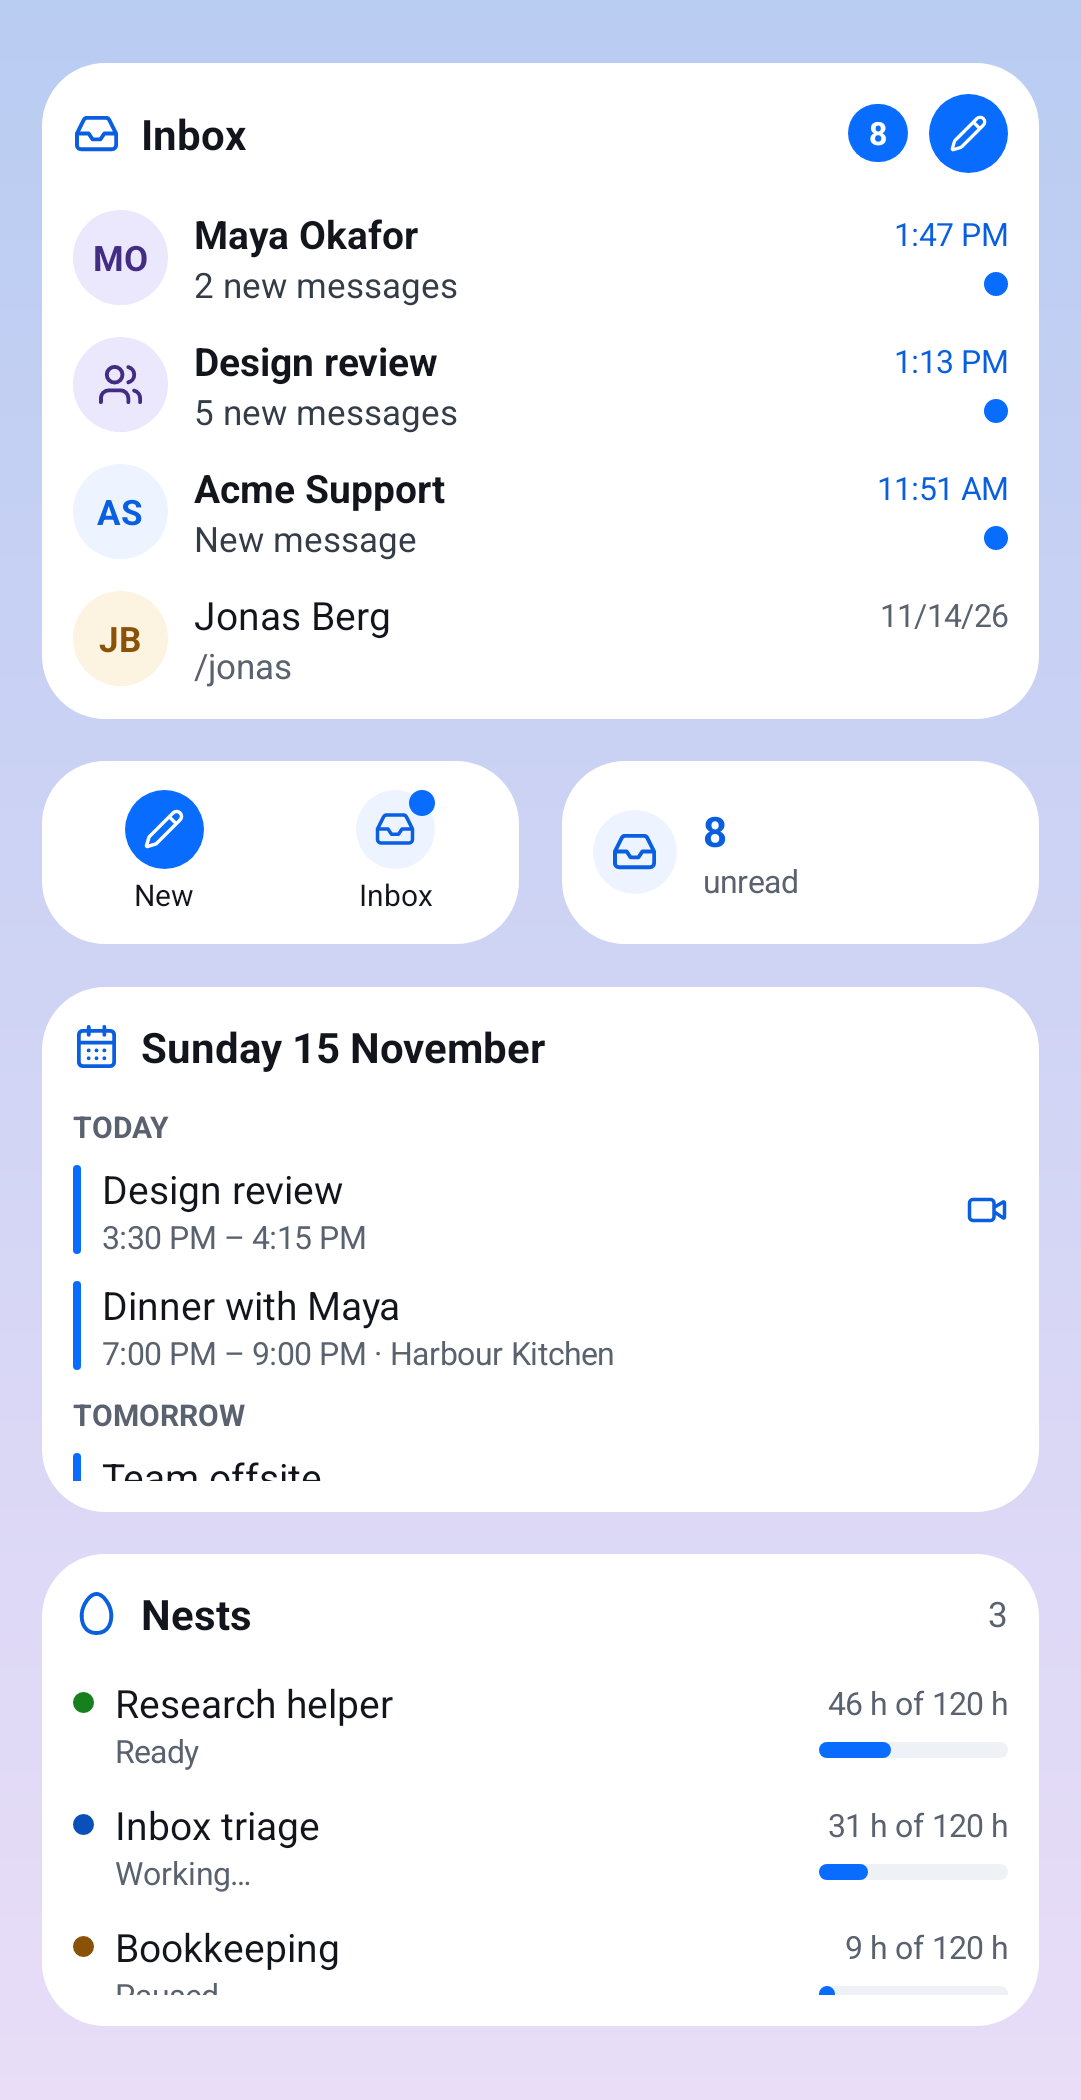 Inbox
8
MO
Maya Okafor
1:47 PM
2 new messages
Design review
1:13 PM
5 new messages
AS
Acme Support
11:51 AM
New message
JB
Jonas Berg
11/14/26
/jonas
New
Inbox
8
unread
Sunday 15 November
TODAY
Design review
3:30 PM – 4:15 PM
Dinner with Maya
7:00 PM – 9:00 PM · Harbour Kitchen
TOMORROW
Team offsite
Nests
3
Research helper
46 h of 120 h
Ready
Inbox triage
31 h of 120 h
Working...
Bookkeeping
9 h of 120 h
Paused